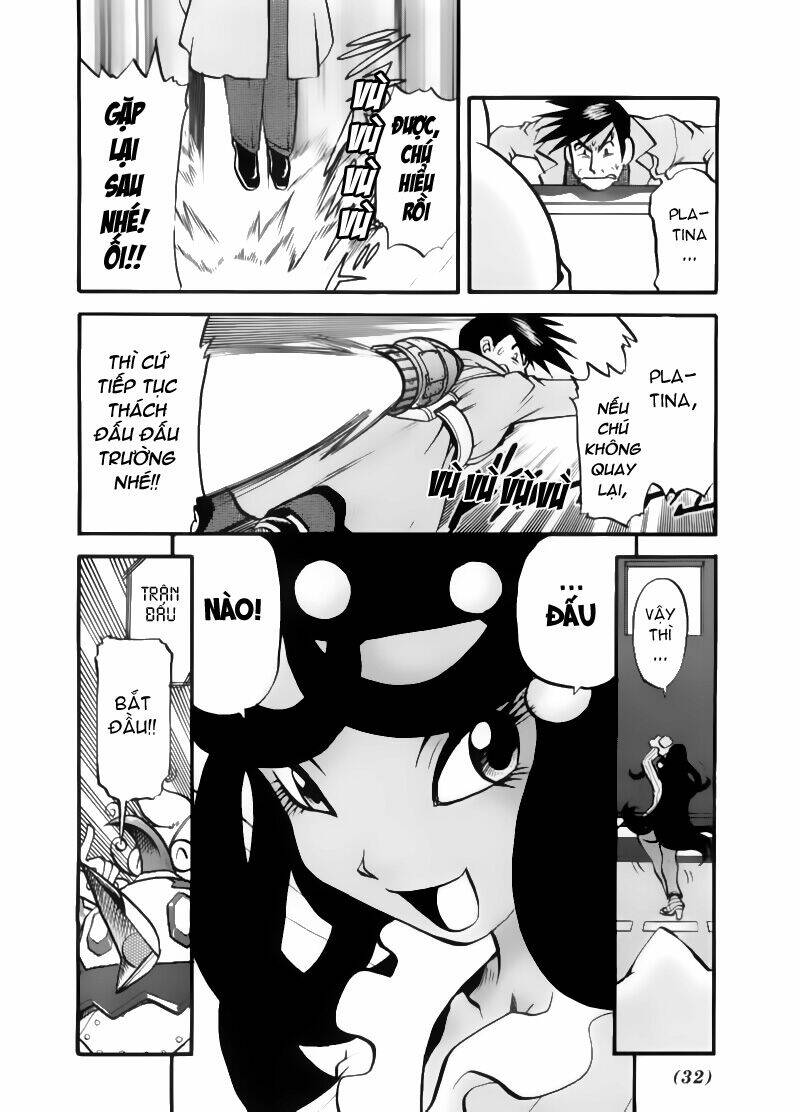 PLA-
TINA
...
ĐƯỢC,
CHÚ
HIỂU
RỒI
VÙ
VÙ
VÙ
VÙ
GẶP
LẠI
SAU
NHÉ!
ỐI!!
PLA-
TINA,
NẾU
CHÚ
KHÔNG
QUAY
LẠI,
VÙ VÙ VÙ VÙ
THÌ CỨ
TIẾP TỤC
THÁCH
ĐẤU ĐẤU
TRƯỜNG
NHÉ!!
VẬY
THÌ
...
...
ĐẤU
NÀO!
TRẬN
ĐẤU
BẮT
ĐẦU!!
(32)